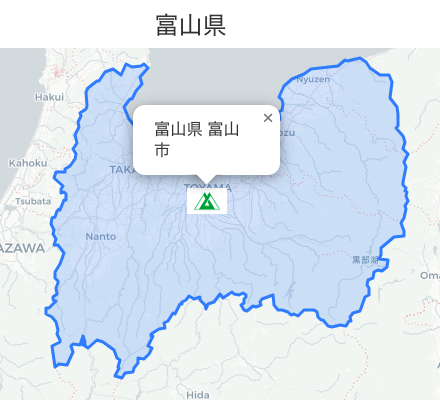 富山県
Nyuzen
Hakui
富山県 富山
市
×
ozu
Kahoku
TAKA
TOYAMA
Tsubata
Nanto
AZAWA
黒部湖
Oma
Hida